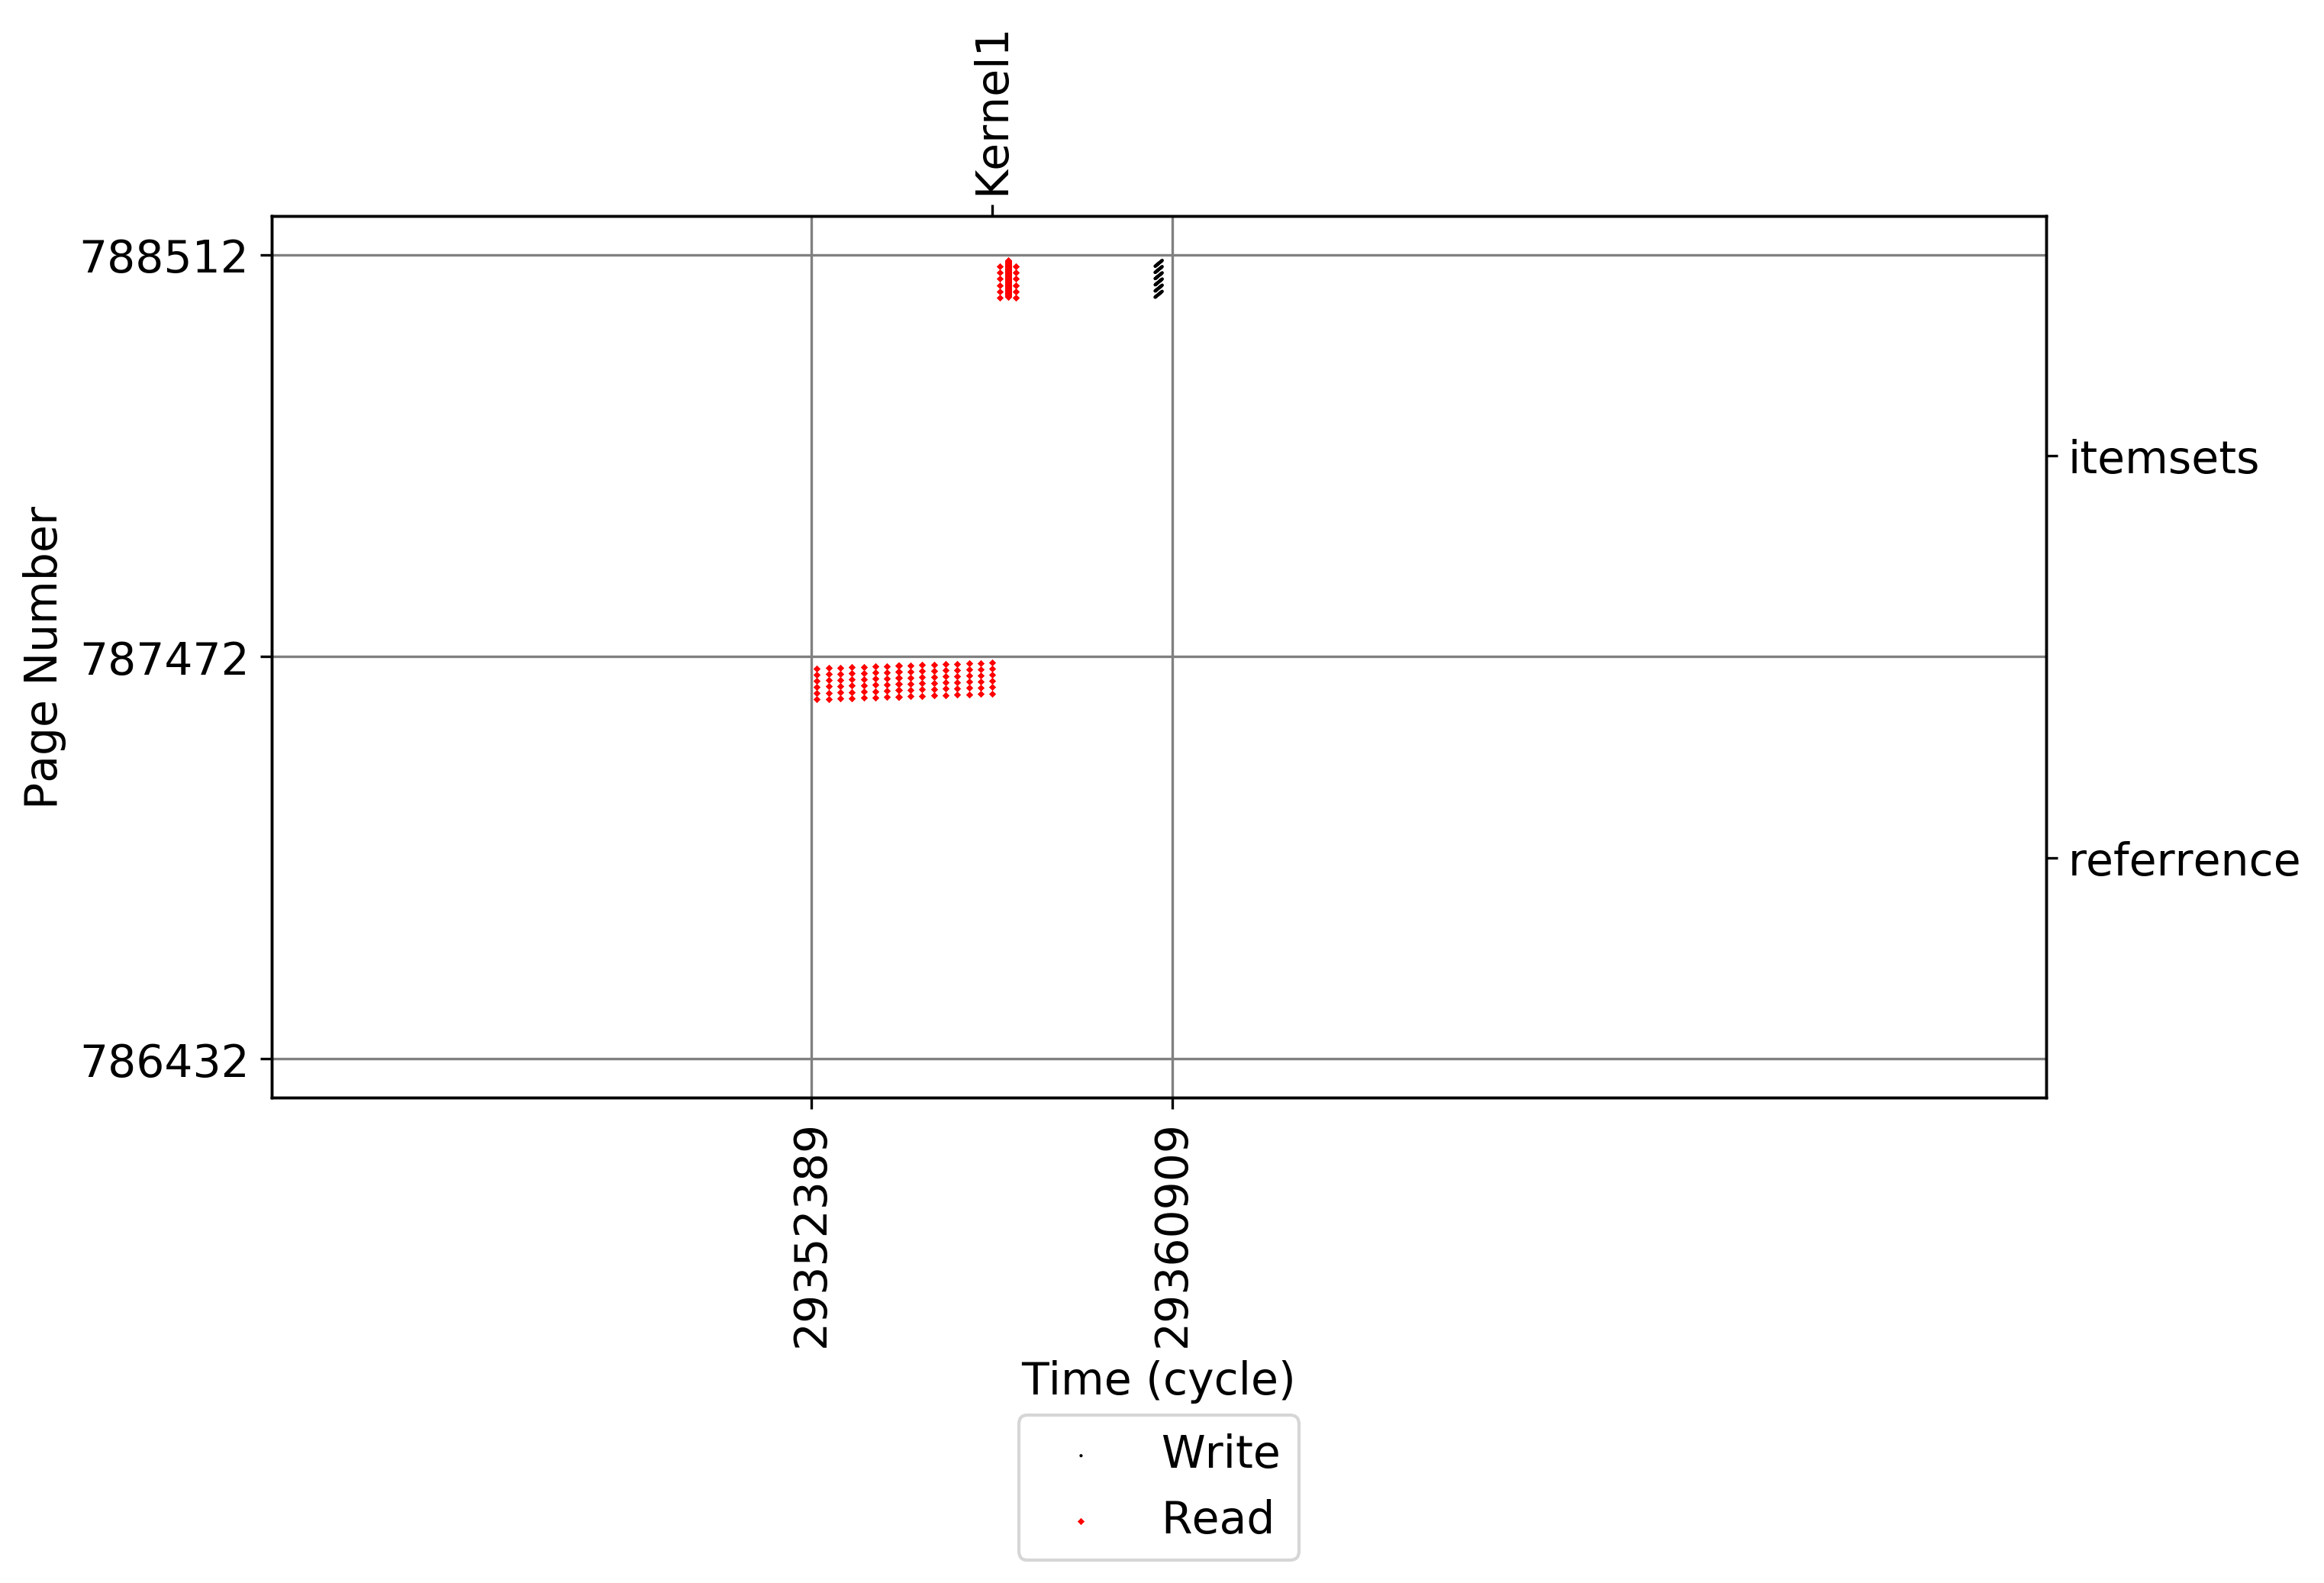 Kernel1
788512
787472
786432
Page Number
itemsets
referrence
29352389
29360909
Time (cycle)
Write
Read